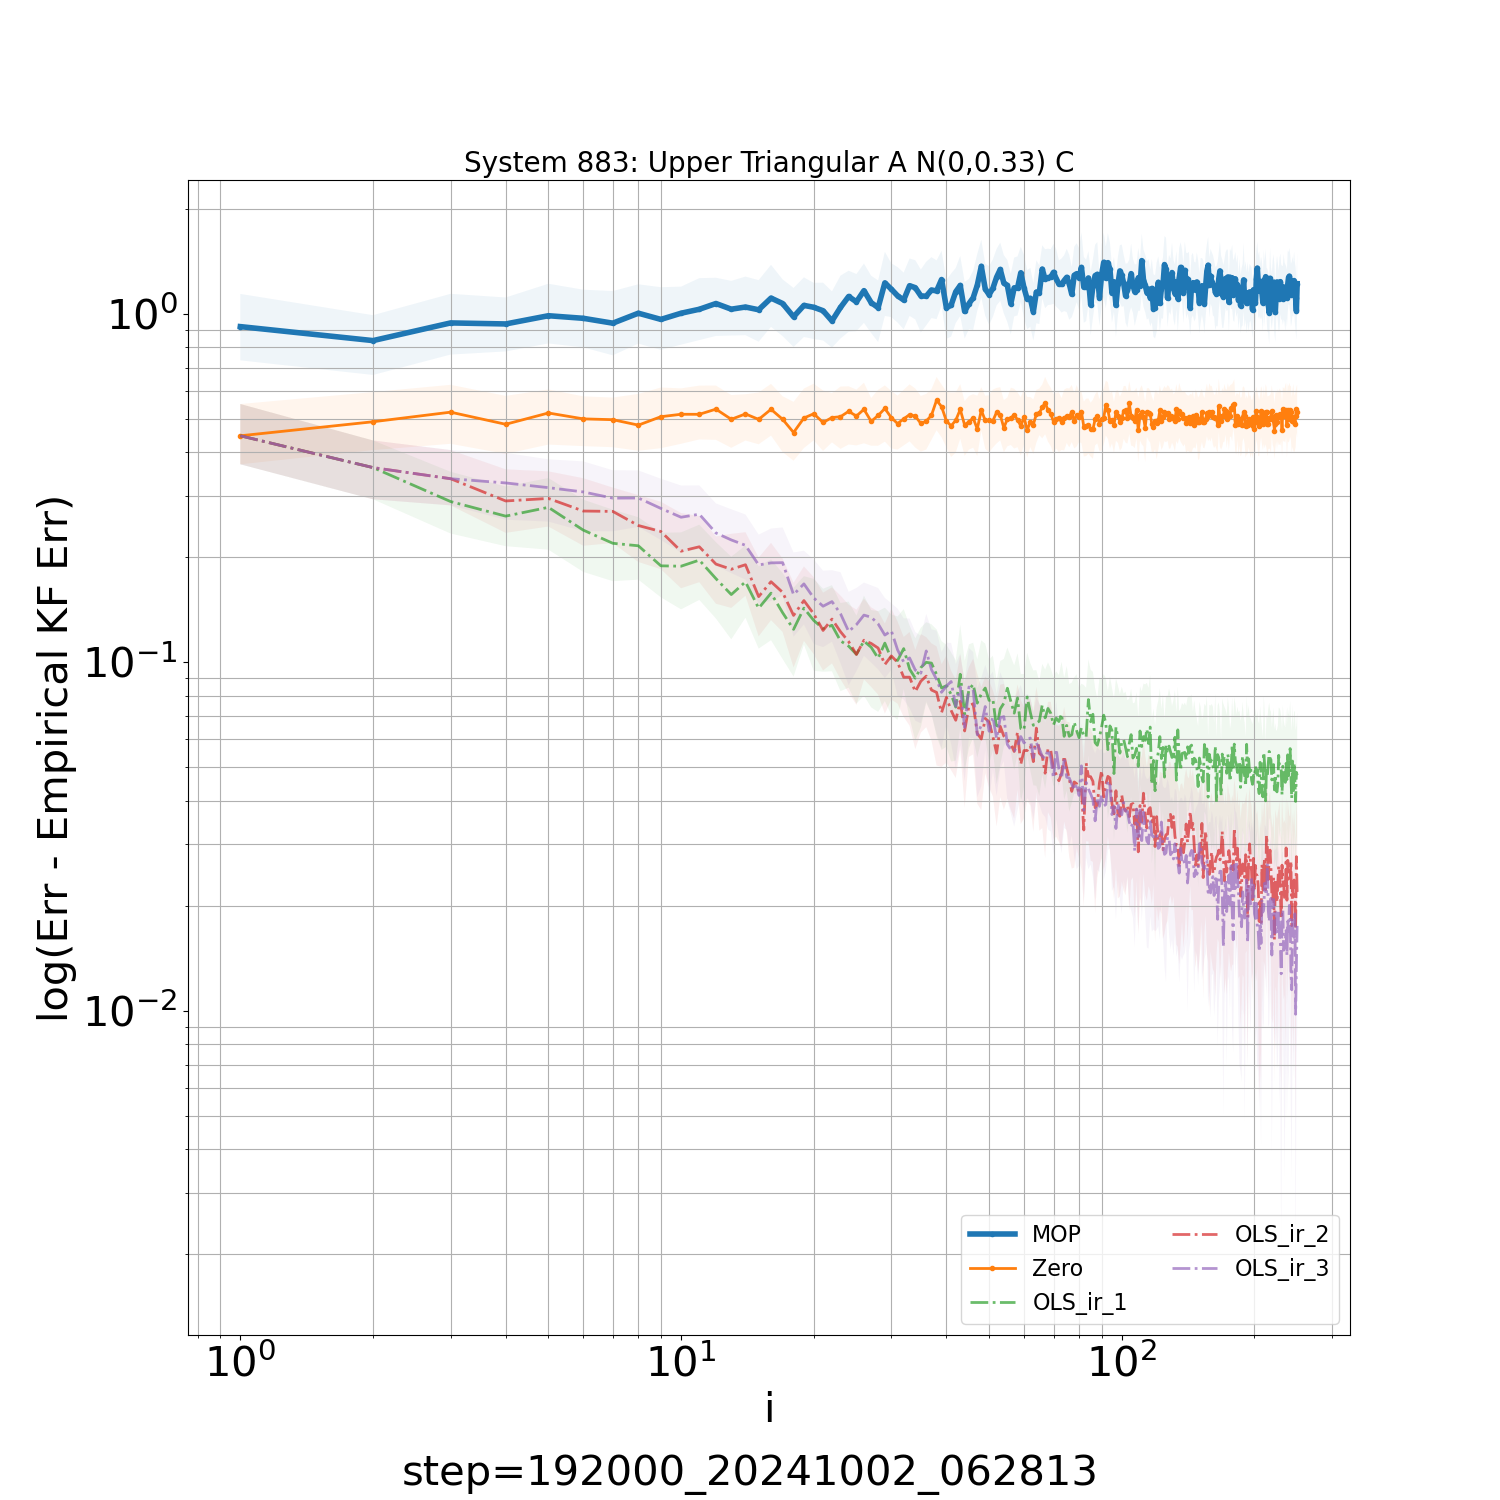 System 883: Upper Triangular A N(0,0.33) C
log(Err - Empirical KF Err)
10⁰
10⁻¹
10⁻²
MOP
Zero
OLS_ir_1
OLS_ir_2
OLS_ir_3
10⁰
10¹
10²
i
step=192000_20241002_062813